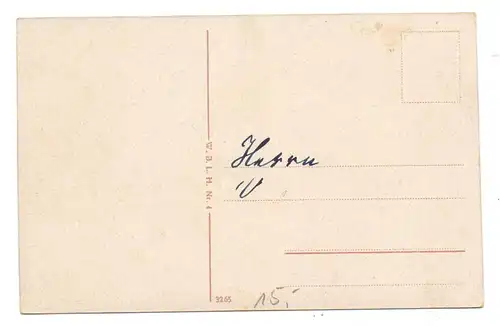 W. B. L. H. Nr. 4
Herrn
V
3265
15,